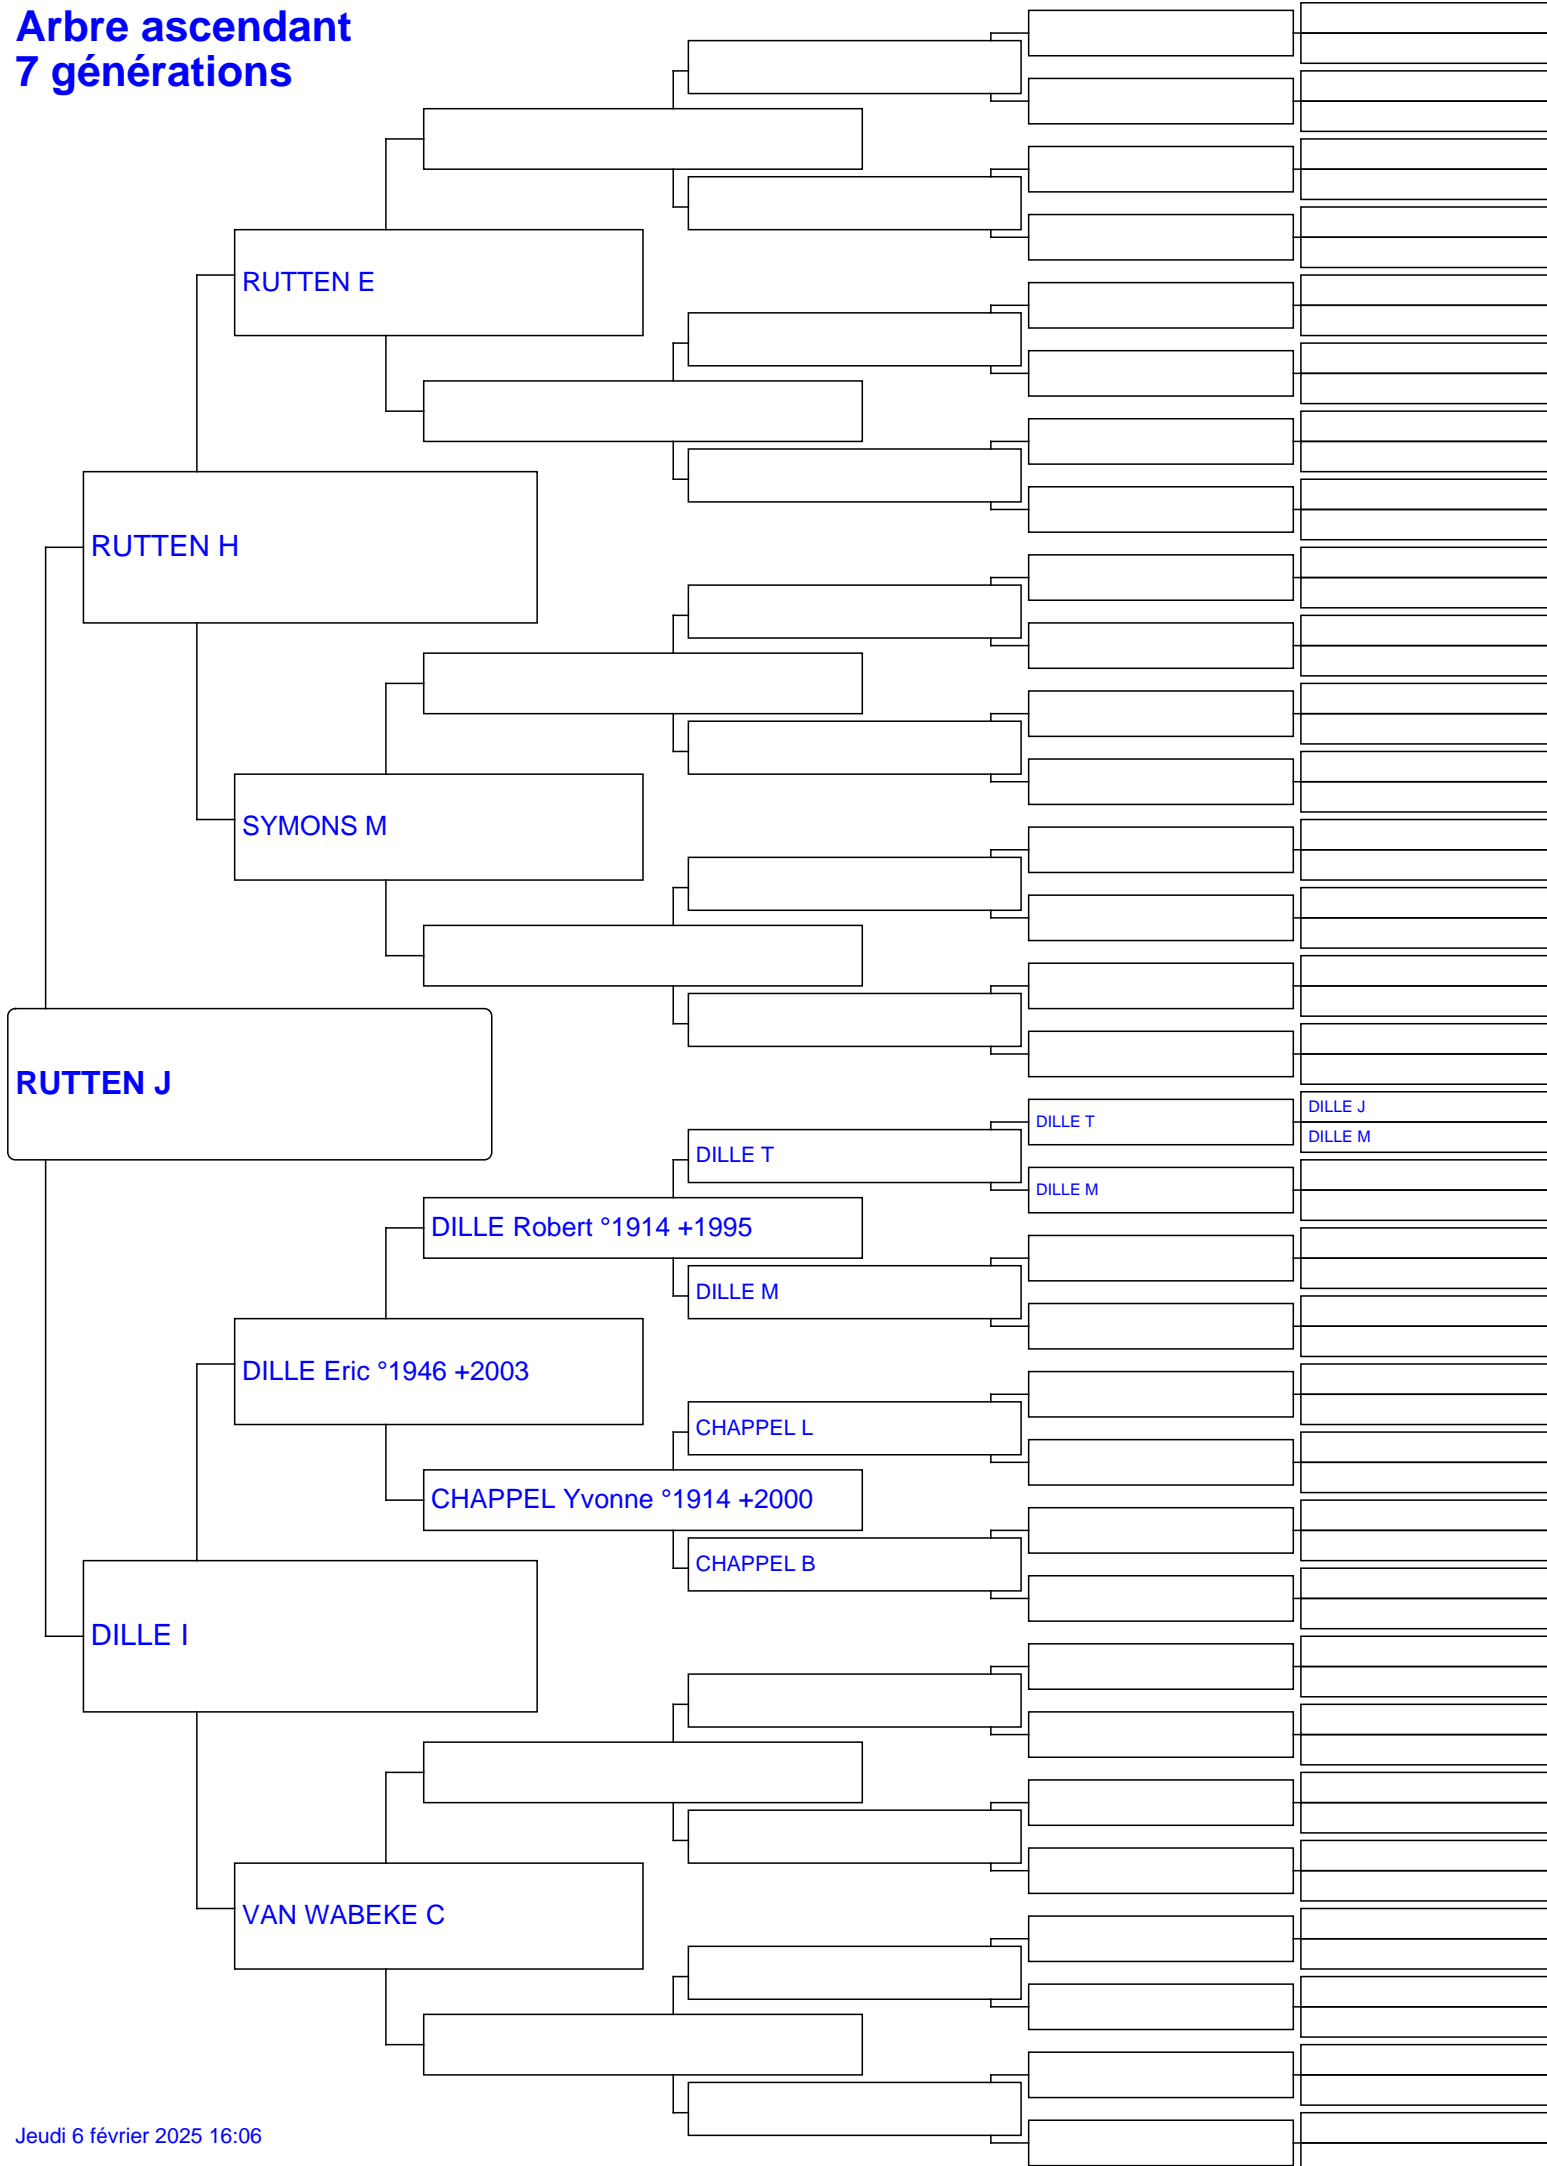 Arbre ascendant
7 générations
RUTTEN E
RUTTEN H
SYMONS M
RUTTEN J
DILLE T
DILLE J
DILLE M
DILLE T
DILLE M
DILLE Robert °1914 +1995
DILLE M
DILLE Eric °1946 +2003
CHAPPEL L
CHAPPEL Yvonne °1914 +2000
CHAPPEL B
DILLE I
VAN WABEKE C
Jeudi 6 février 2025 16:06